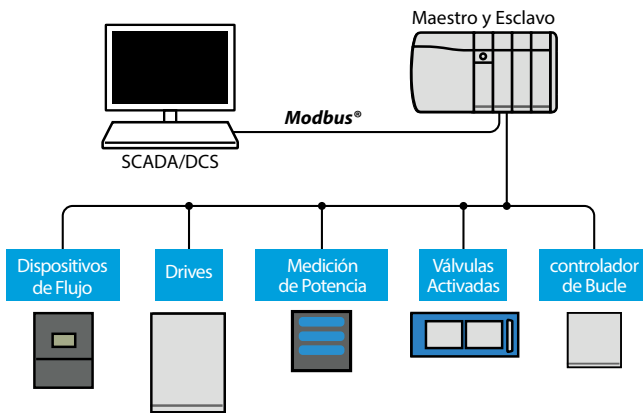 Maestro y Esclavo
Modbus®
SCADA/DCS
Dispositivos
de Flujo
Drives
Medición
de Potencia
Válvulas
Activadas
controlador
de Bucle